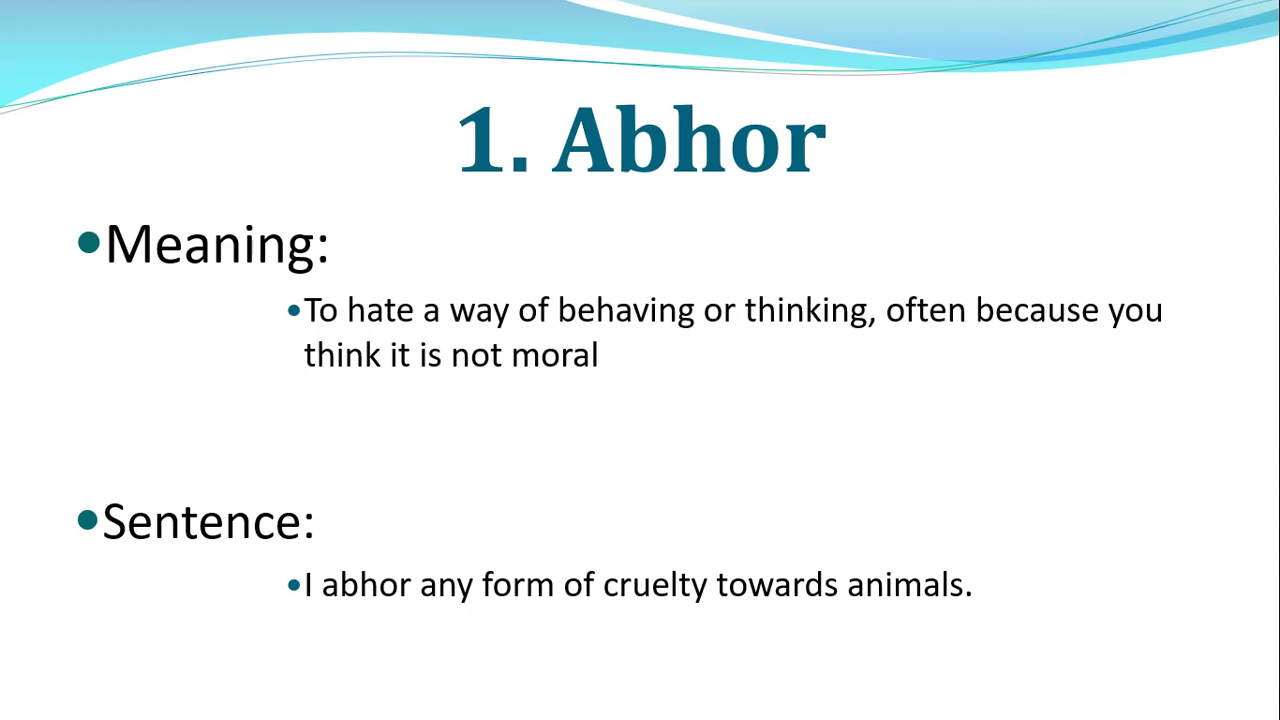 1. Abhor
•Meaning:
•To hate a way of behaving or thinking, often because you
think it is not moral
•Sentence:
•I abhor any form of cruelty towards animals.